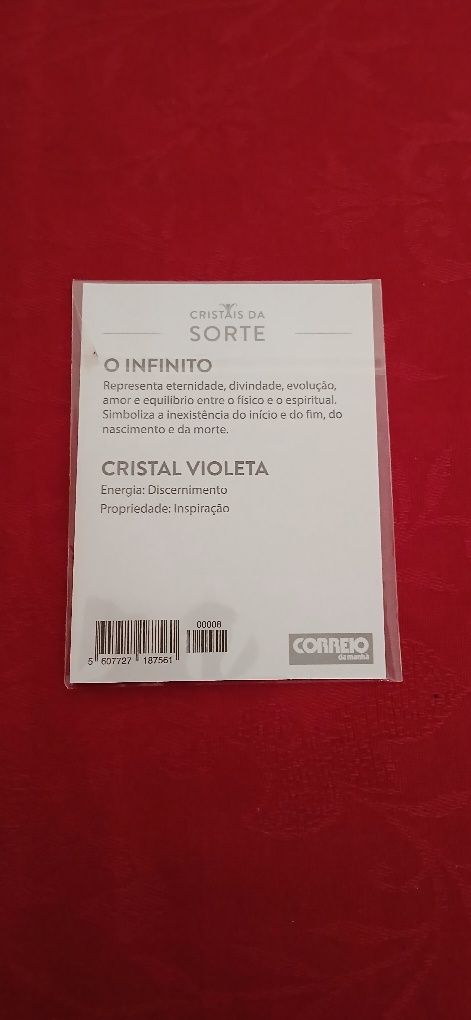 CRISTAIS DA
SORTE
O INFINITO
Representa eternidade, divindade, evolução,
amor e equilíbrio entre o físico e o espiritual.
Simboliza a inexistência do início e do fim, do
nascimento e da morte.
CRISTAL VIOLETA
Energia: Discernimento
Propriedade: Inspiração
00008
5 607727 187561
CORREIO
da manhã